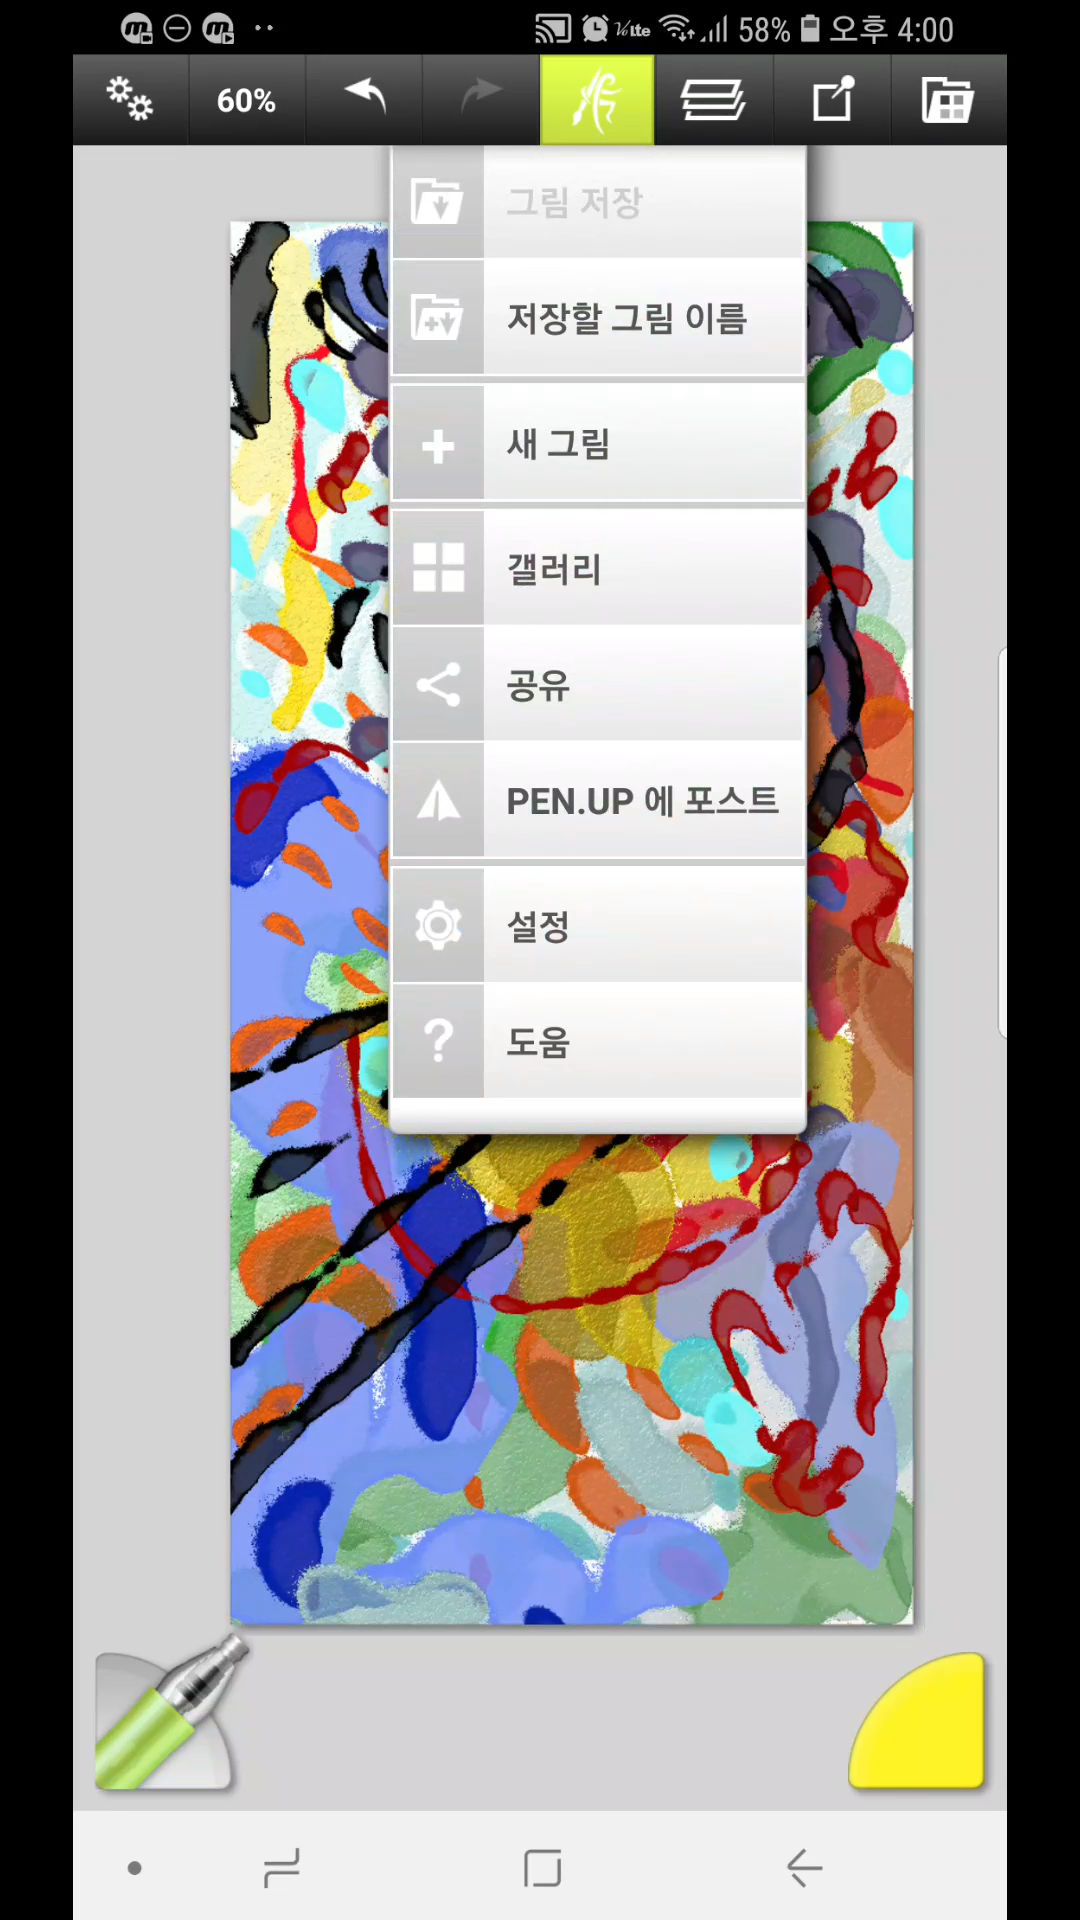 58% 오후 4:00
60%
그림 저장
저장할 그림 이름
새 그림
갤러리
공유
PEN.UP 에 포스트
설정
도움